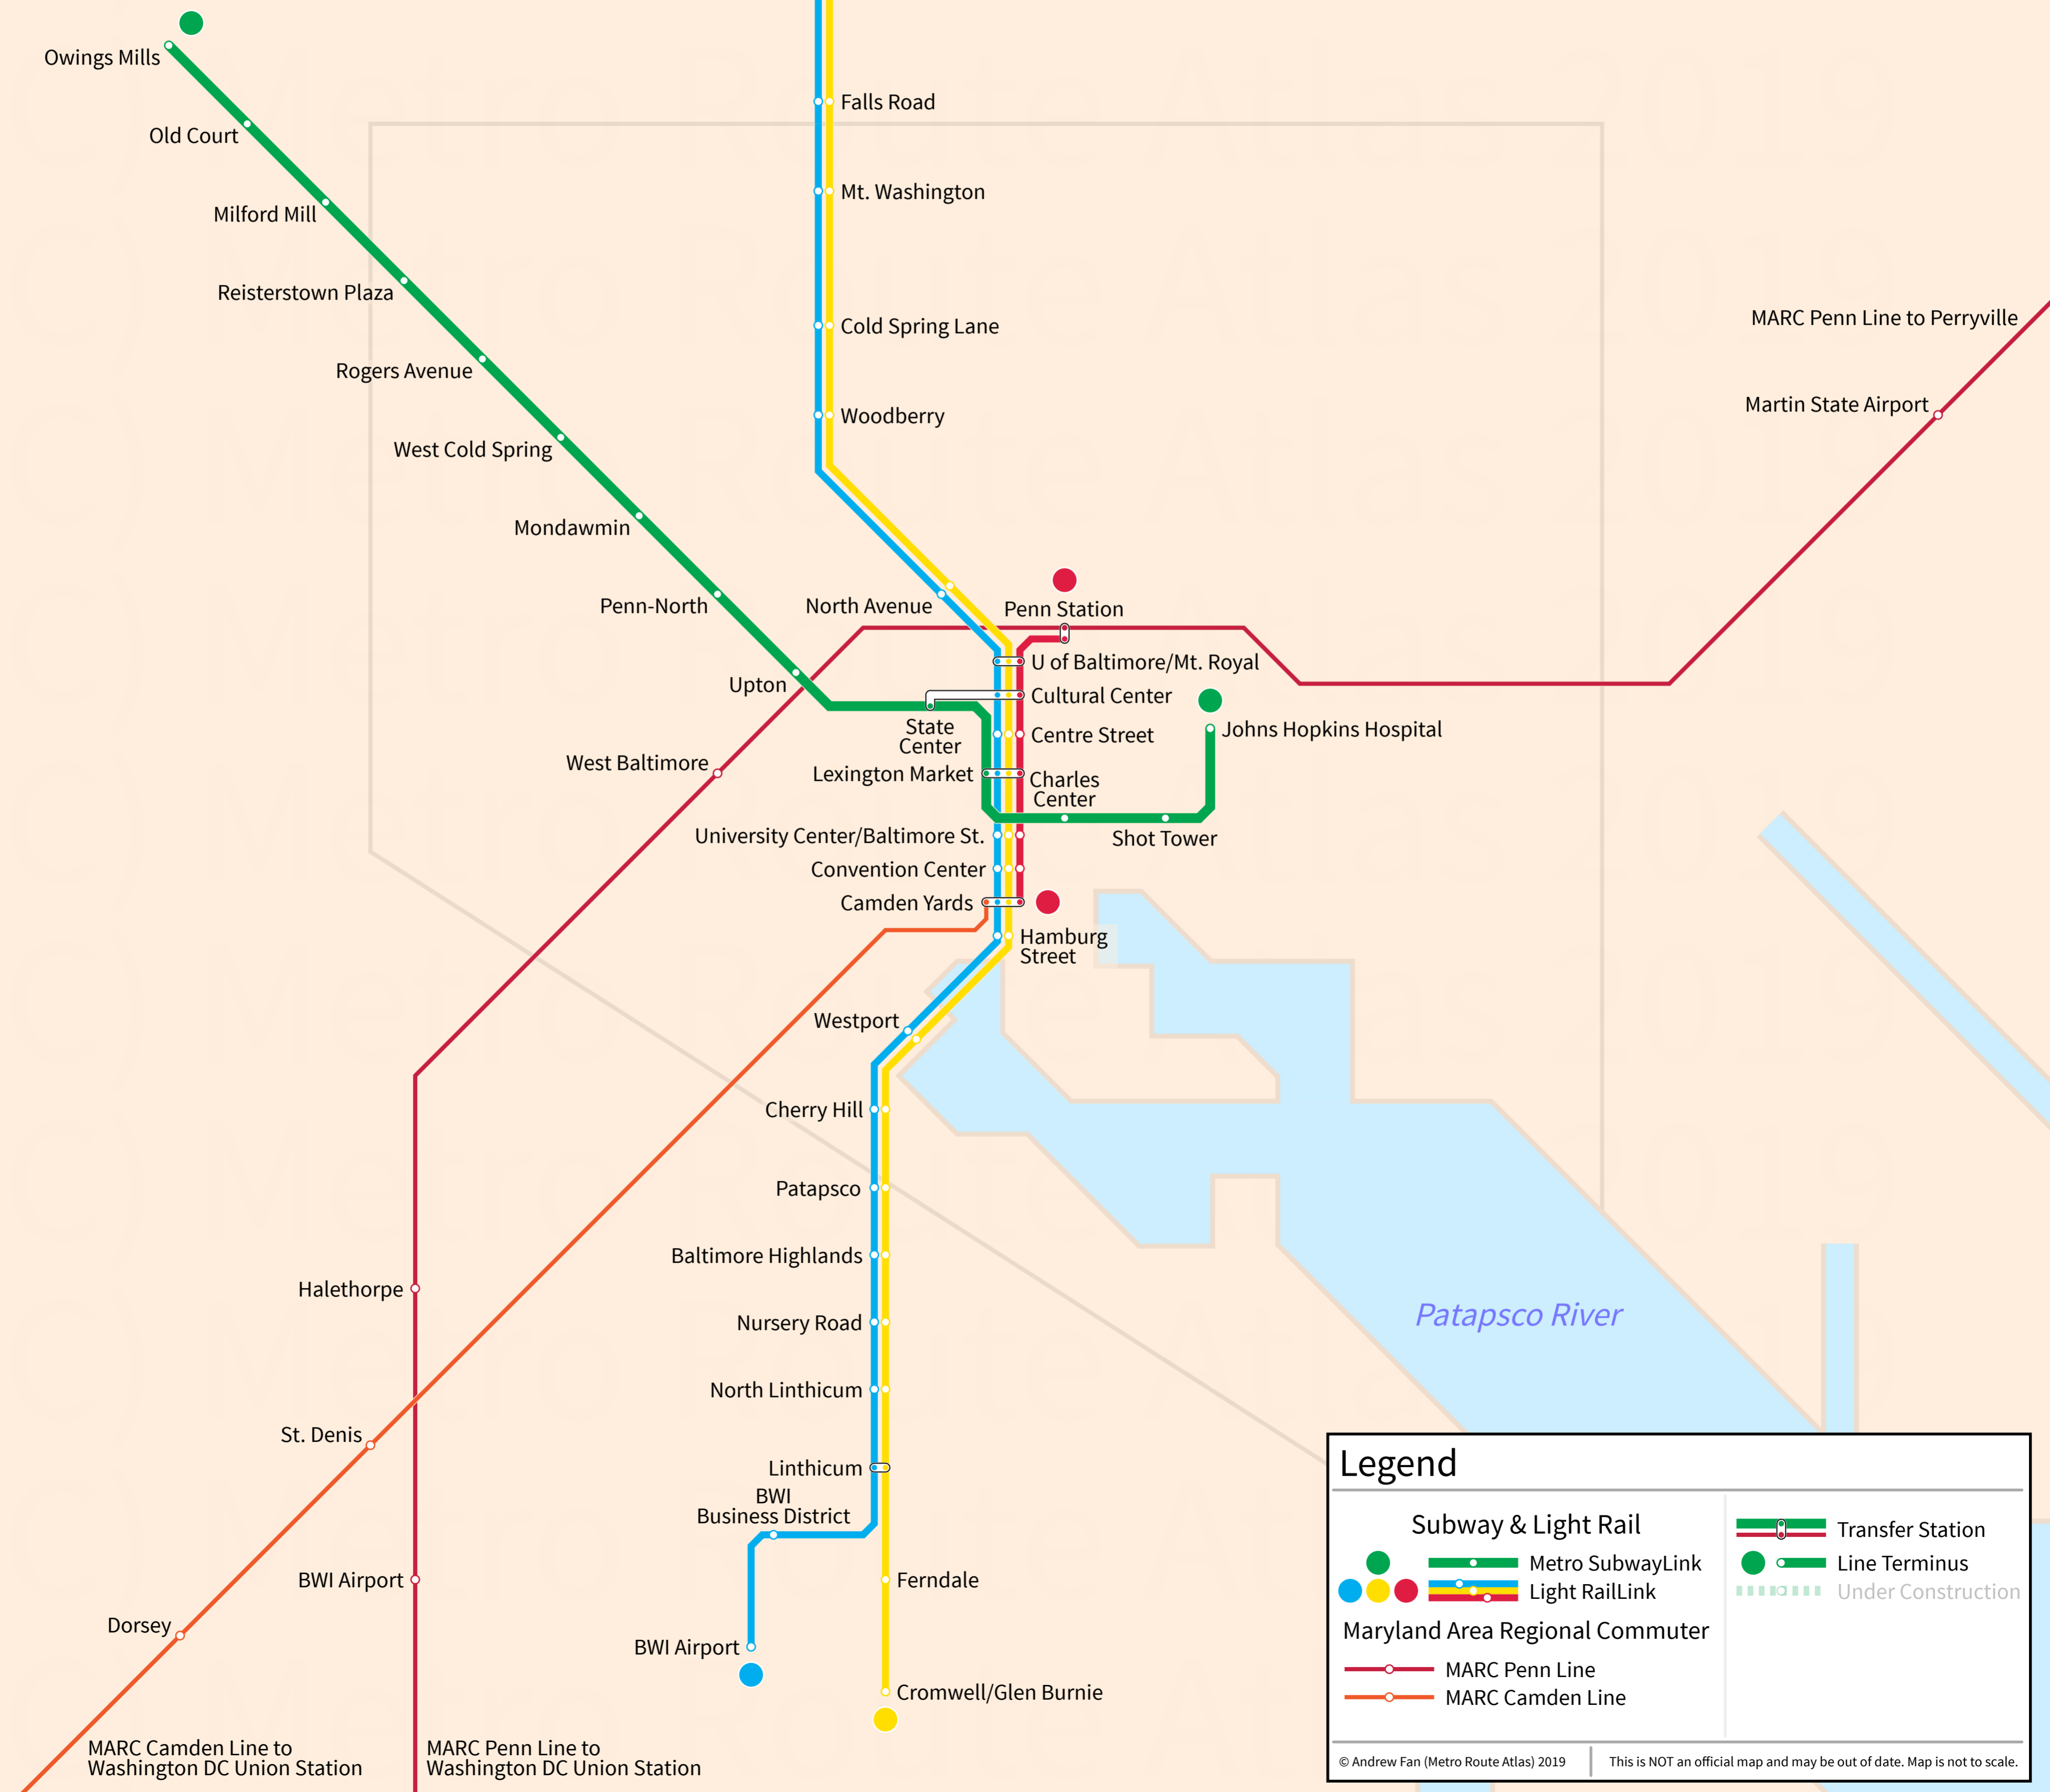 Owings Mills
Old Court
Milford Mill
Reisterstown Plaza
Rogers Avenue
West Cold Spring
Mondawmin
Penn-North
Upton
State
Center
Lexington Market
Charles
Center
Shot Tower
Johns Hopkins Hospital
Falls Road
Mt. Washington
Cold Spring Lane
Woodberry
North Avenue
Penn Station
U of Baltimore/Mt. Royal
Cultural Center
Centre Street
University Center/Baltimore St.
Convention Center
Camden Yards
Hamburg
Street
Westport
Cherry Hill
Patapsco
Baltimore Highlands
Nursery Road
North Linthicum
Linthicum
BWI
Business District
BWI Airport
Ferndale
Cromwell/Glen Burnie
MARC Penn Line to Perryville
Martin State Airport
West Baltimore
Halethorpe
BWI Airport
St. Denis
Dorsey
MARC Camden Line to
Washington DC Union Station
MARC Penn Line to
Washington DC Union Station
Patapsco River
Legend
Subway & Light Rail
Metro SubwayLink
Light RailLink
Maryland Area Regional Commuter
MARC Penn Line
MARC Camden Line
Transfer Station
Line Terminus
Under Construction
© Andrew Fan (Metro Route Atlas) 2019
This is NOT an official map and may be out of date. Map is not to scale.